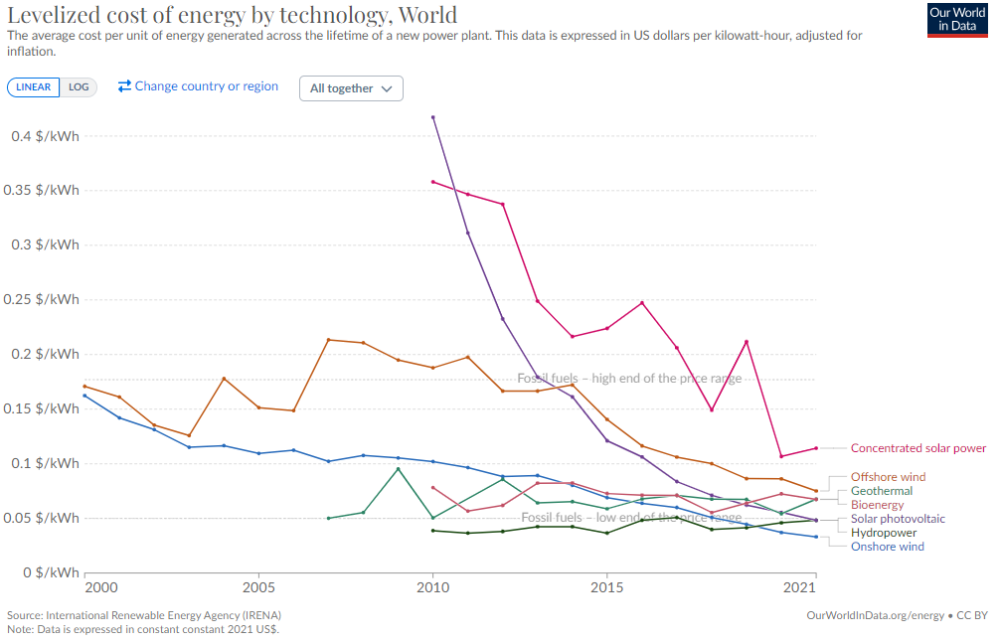 Levelized cost of energy by technology, World
Our World
in Data
The average cost per unit of energy generated across the lifetime of a new power plant. This data is expressed in US dollars per kilowatt-hour, adjusted for
inflation.
LINEAR LOG
Change country or region
All together
0.4 $/kWh
0.35 $/kWh
0.3 $/kWh
0.25 $/kWh
0.2 $/kWh
Fossil fuels – high end of the price range
0.15 $/kWh
Concentrated solar power
0.1 $/kWh
Offshore wind
Geothermal
Bioenergy
0.05 $/kWh
Fossil fuels – low end of the price range
Solar photovoltaic
Hydropower
Onshore wind
0 $/kWh
2000 2005 2010 2015 2021
Source: International Renewable Energy Agency (IRENA)
OurWorldInData.org/energy • CC BY
Note: Data is expressed in constant constant 2021 US$.